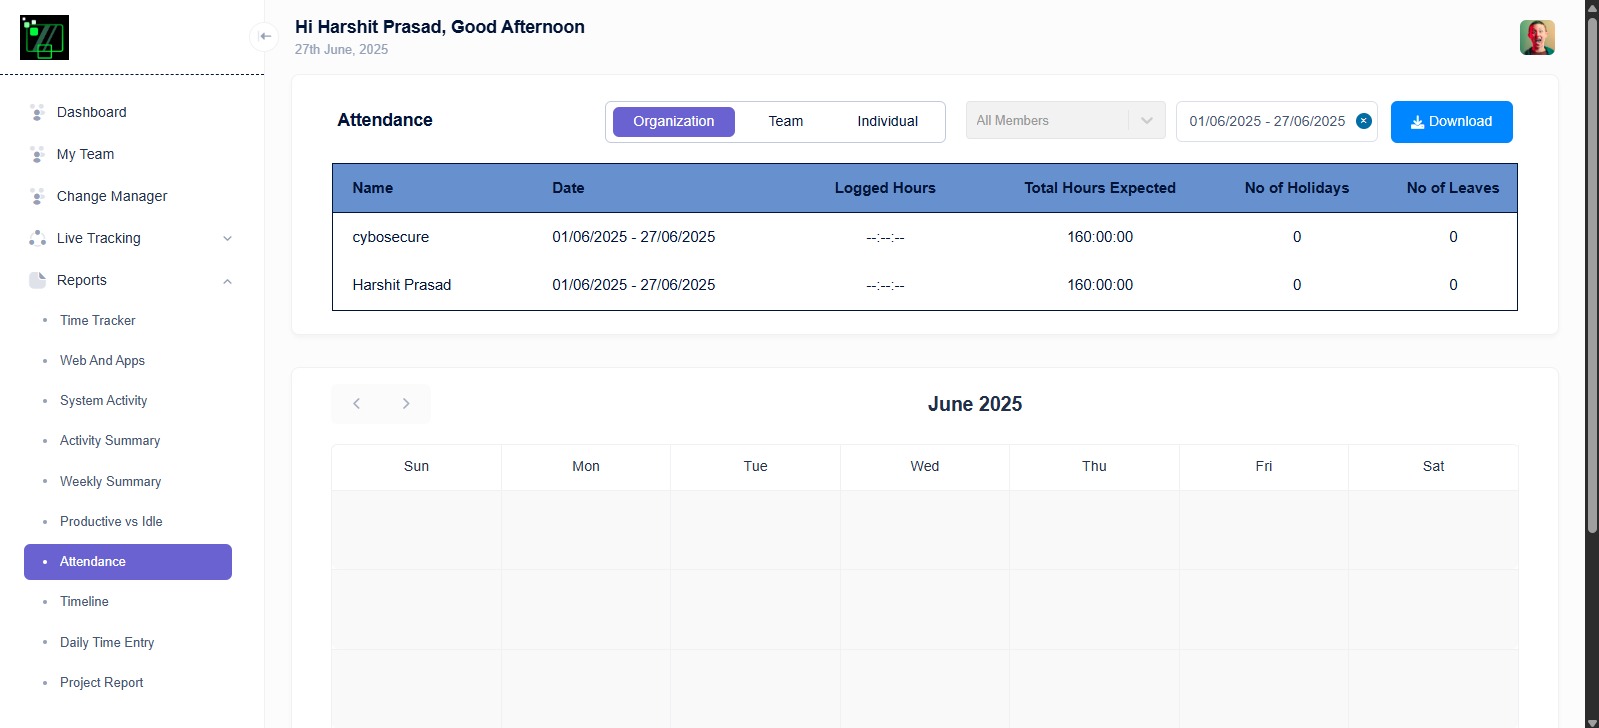 Hi Harshit Prasad, Good Afternoon
27th June, 2025
Dashboard
My Team
Change Manager
Live Tracking
Reports
Time Tracker
Web And Apps
System Activity
Activity Summary
Weekly Summary
Productive vs Idle
Attendance
Timeline
Daily Time Entry
Project Report
Attendance
Organization Team Individual
All Members
01/06/2025 - 27/06/2025
Download
Name Date Logged Hours Total Hours Expected No of Holidays No of Leaves
cybosecure 01/06/2025 - 27/06/2025 --:--:-- 160:00:00 0 0
Harshit Prasad 01/06/2025 - 27/06/2025 --:--:-- 160:00:00 0 0
June 2025
Sun Mon Tue Wed Thu Fri Sat